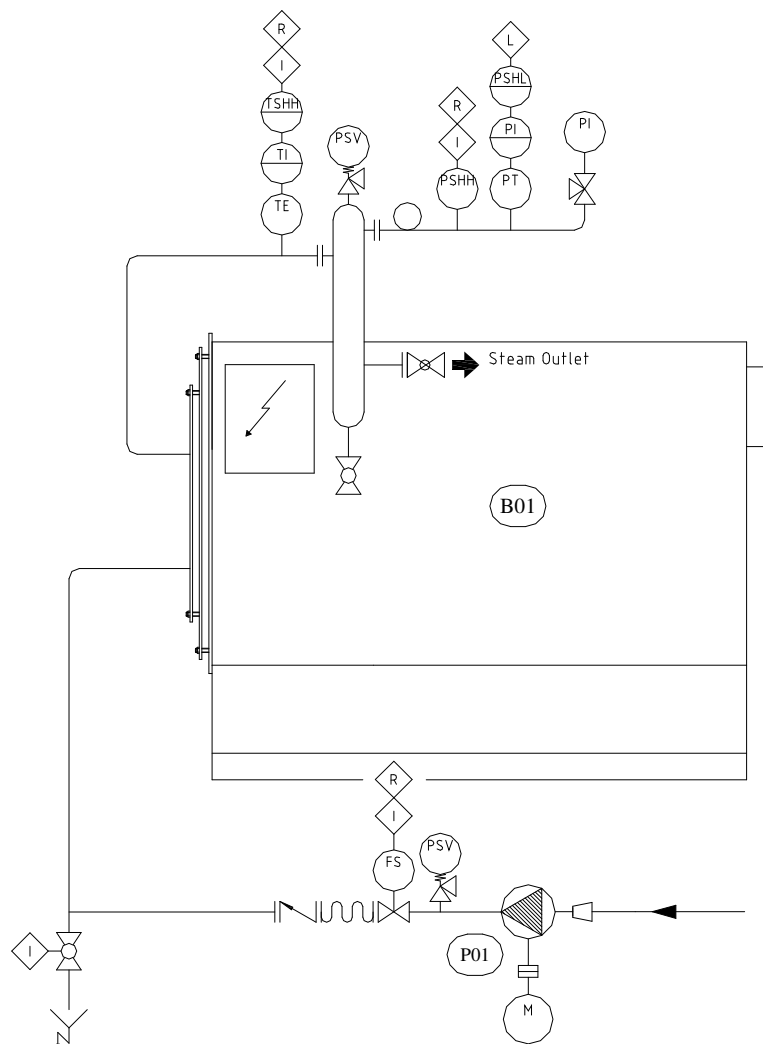 R
I
TSHH
TI
TE
PSV
R
I
PSHH
L
PSHL
PI
PT
PI
Steam Outlet
B01
R
I
FS
PSV
P01
M
I